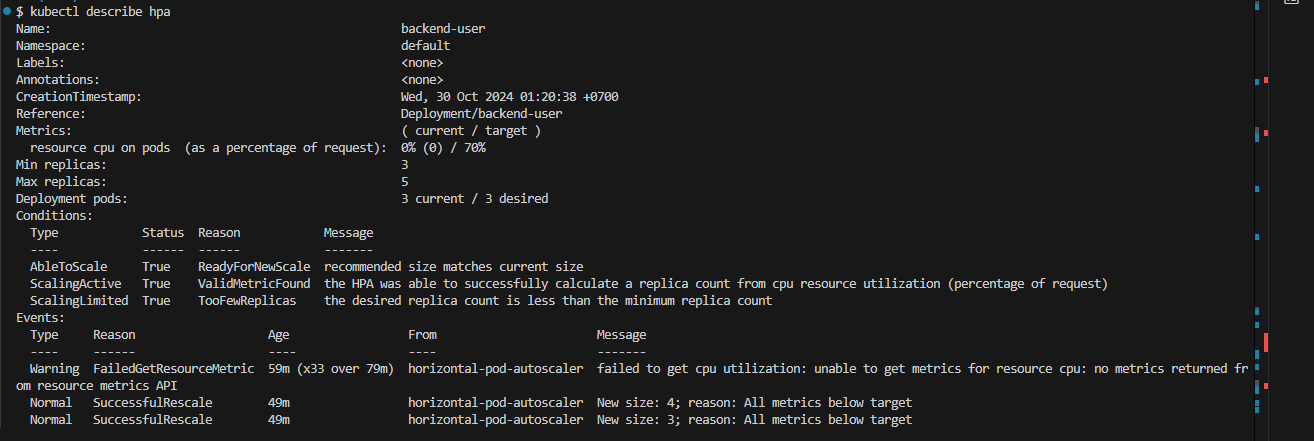 $ kubectl describe hpa
Name: backend-user
Namespace: default
Labels: <none>
Annotations: <none>
CreationTimestamp: Wed, 30 Oct 2024 01:20:38 +0700
Reference: Deployment/backend-user
Metrics: ( current / target )
resource cpu on pods (as a percentage of request): 0% (0) / 70%
Min replicas: 3
Max replicas: 5
Deployment pods: 3 current / 3 desired
Conditions:
Type Status Reason Message
---- ------ ------ -------
AbleToScale True ReadyForNewScale recommended size matches current size
ScalingActive True ValidMetricFound the HPA was able to successfully calculate a replica count from cpu resource utilization (percentage of request)
ScalingLimited True TooFewReplicas the desired replica count is less than the minimum replica count
Events:
Type Reason Age From Message
---- ------ ---- ---- -------
Warning FailedGetResourceMetric 59m (x33 over 79m) horizontal-pod-autoscaler failed to get cpu utilization: unable to get metrics for resource cpu: no metrics returned fr
om resource metrics API
Normal SuccessfulRescale 49m horizontal-pod-autoscaler New size: 4; reason: All metrics below target
Normal SuccessfulRescale 49m horizontal-pod-autoscaler New size: 3; reason: All metrics below target